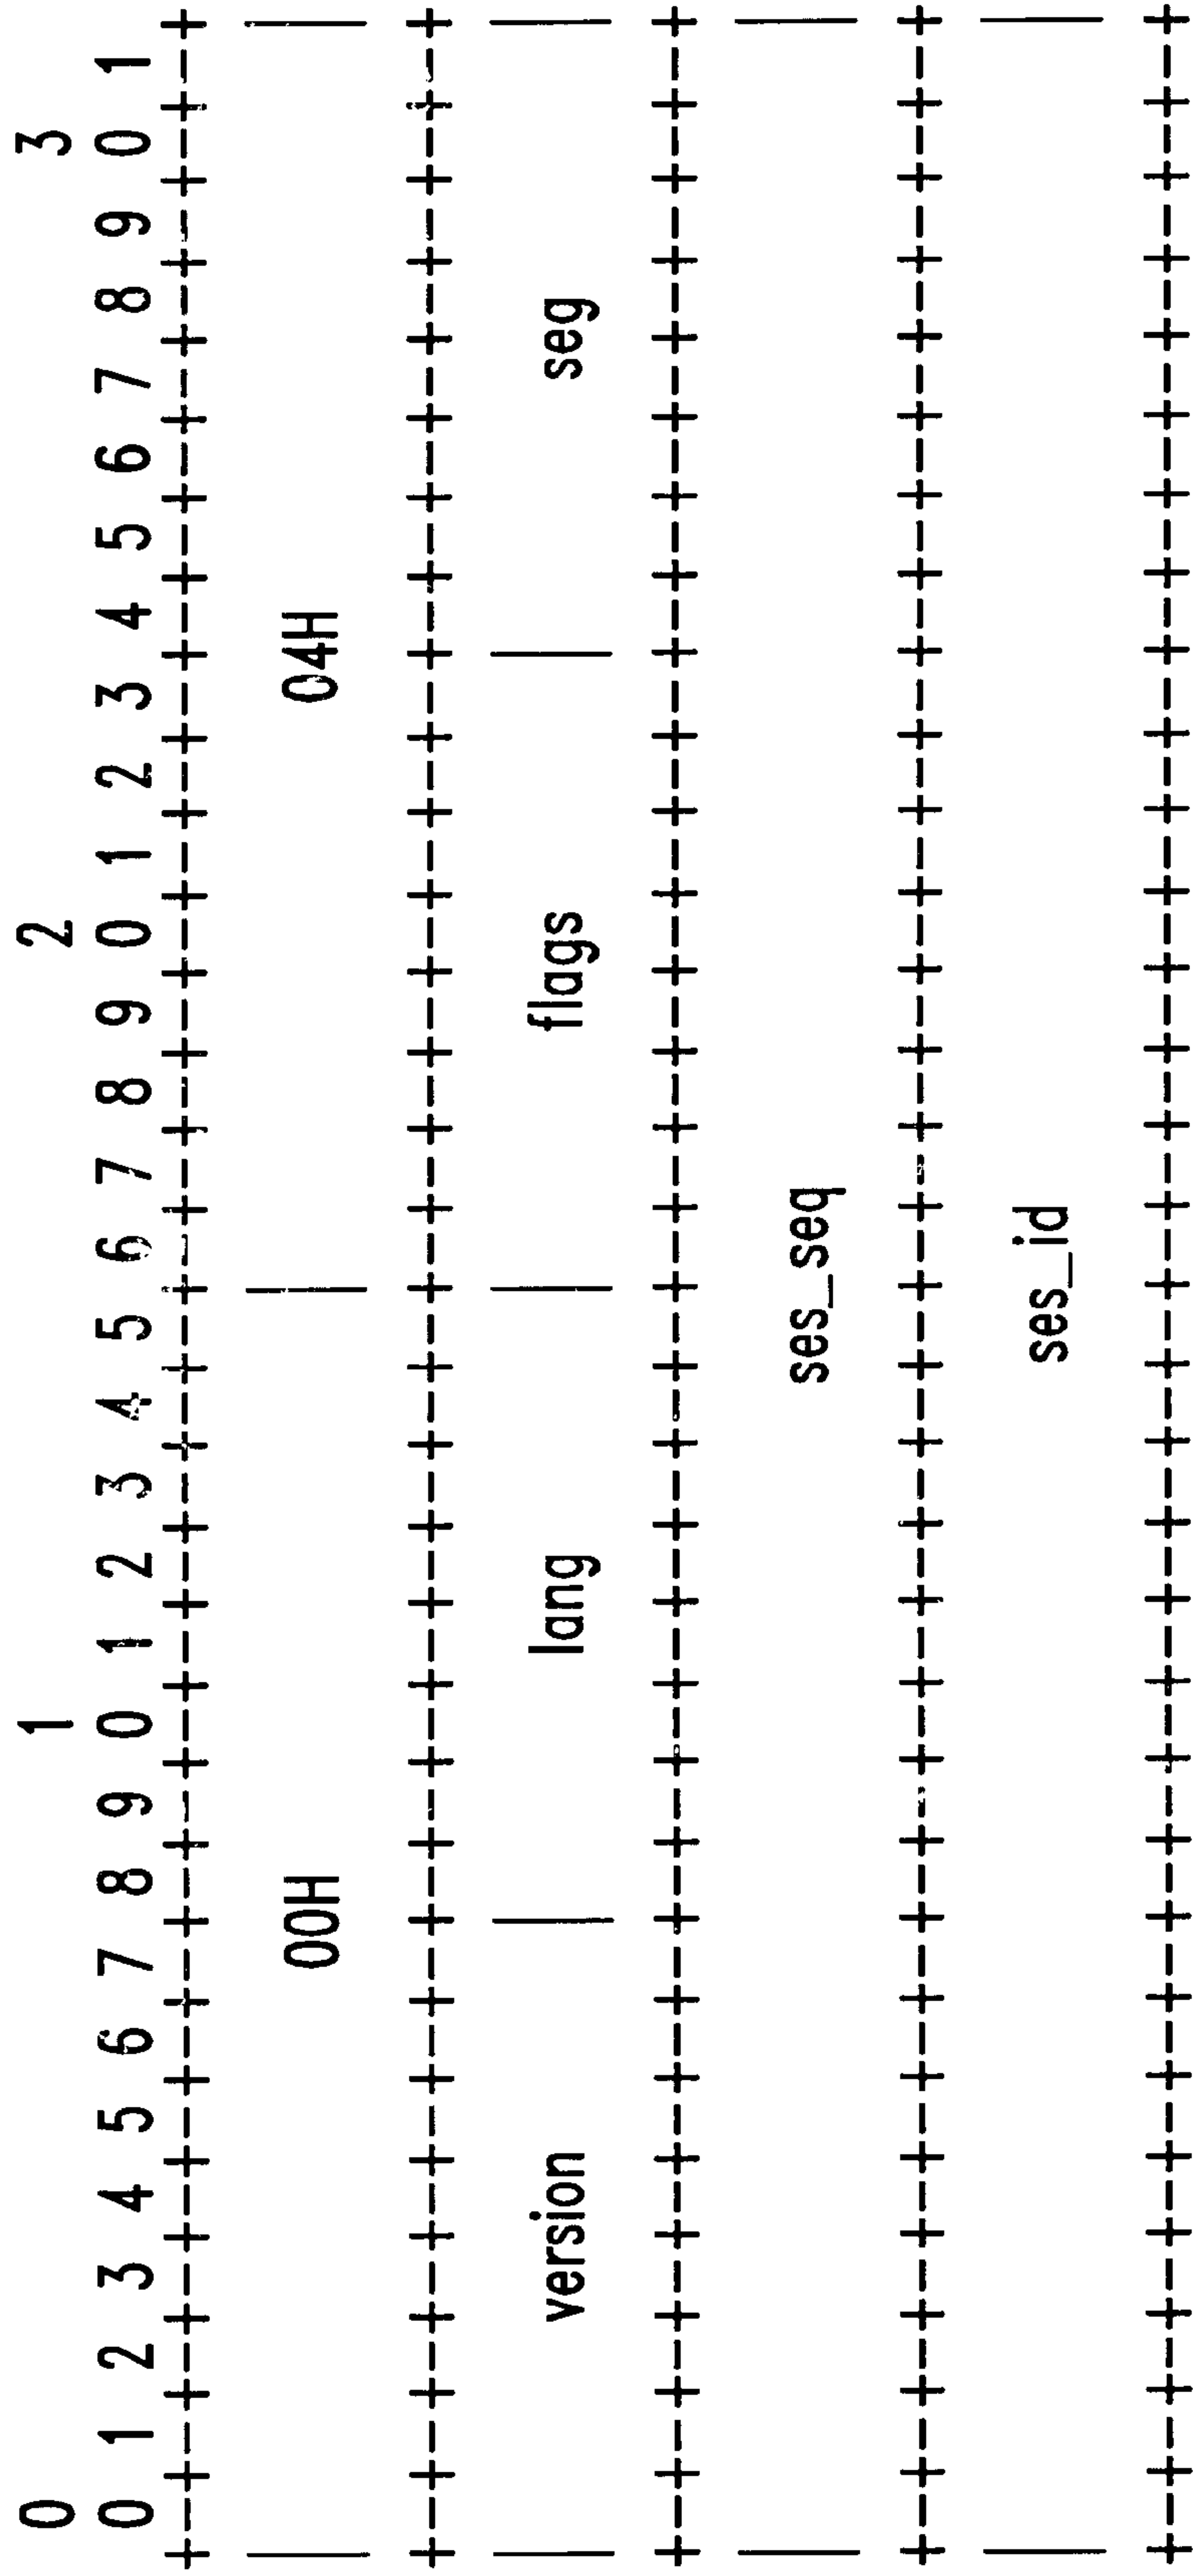 0 1 2 3
0 1 2 3 4 5 6 7 8 9 0 1 2 3 4 5 6 7 8 9 0 1 2 3 4 5 6 7 8 9 0 1
+-+-+-+-+-+-+-+-+-+-+-+-+-+-+-+-+-+-+-+-+-+-+-+-+-+-+-+-+-+-+-+-+
| 00H | 04H |
+-+-+-+-+-+-+-+-+-+-+-+-+-+-+-+-+-+-+-+-+-+-+-+-+-+-+-+-+-+-+-+-+
| version | lang | flags | seg |
+-+-+-+-+-+-+-+-+-+-+-+-+-+-+-+-+-+-+-+-+-+-+-+-+-+-+-+-+-+-+-+-+
| ses_seq |
+-+-+-+-+-+-+-+-+-+-+-+-+-+-+-+-+-+-+-+-+-+-+-+-+-+-+-+-+-+-+-+-+
| ses_id |
+-+-+-+-+-+-+-+-+-+-+-+-+-+-+-+-+-+-+-+-+-+-+-+-+-+-+-+-+-+-+-+-+